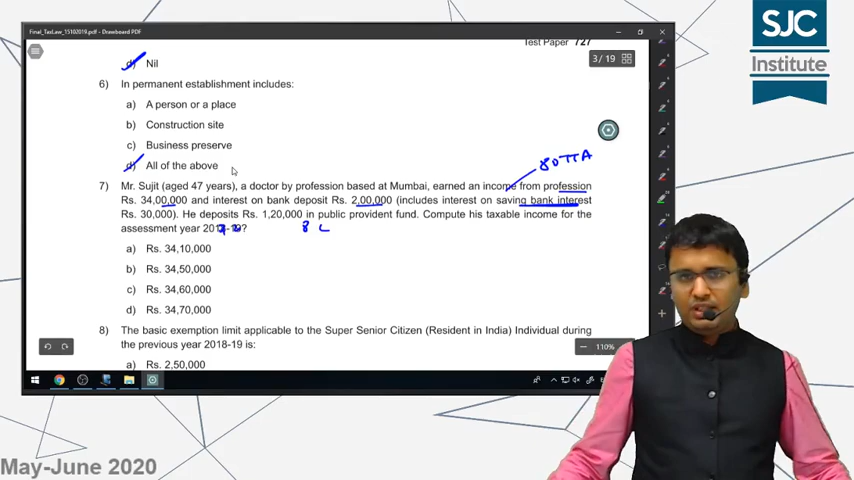 Final_TaxLaw_15102019.pdf - Drawboard PDF
SJC
Institute
Test Paper 727
3 / 19
d) Nil
6) In permanent establishment includes:
a) A person or a place
b) Construction site
c) Business preserve
d) All of the above
80TTA
7) Mr. Sujit (aged 47 years), a doctor by profession based at Mumbai, earned an income from profession
Rs. 34,00,000 and interest on bank deposit Rs. 2,00,000 (includes interest on saving bank interest
Rs. 30,000). He deposits Rs. 1,20,000 in public provident fund. Compute his taxable income for the
assessment year
8 C
a) Rs. 34,10,000
b) Rs. 34,50,000
c) Rs. 34,60,000
d) Rs. 34,70,000
8) The basic exemption limit applicable to the Super Senior Citizen (Resident in India) Individual during
the previous year 2018-19 is:
a) Rs. 2,50,000
110%
May-June 2020